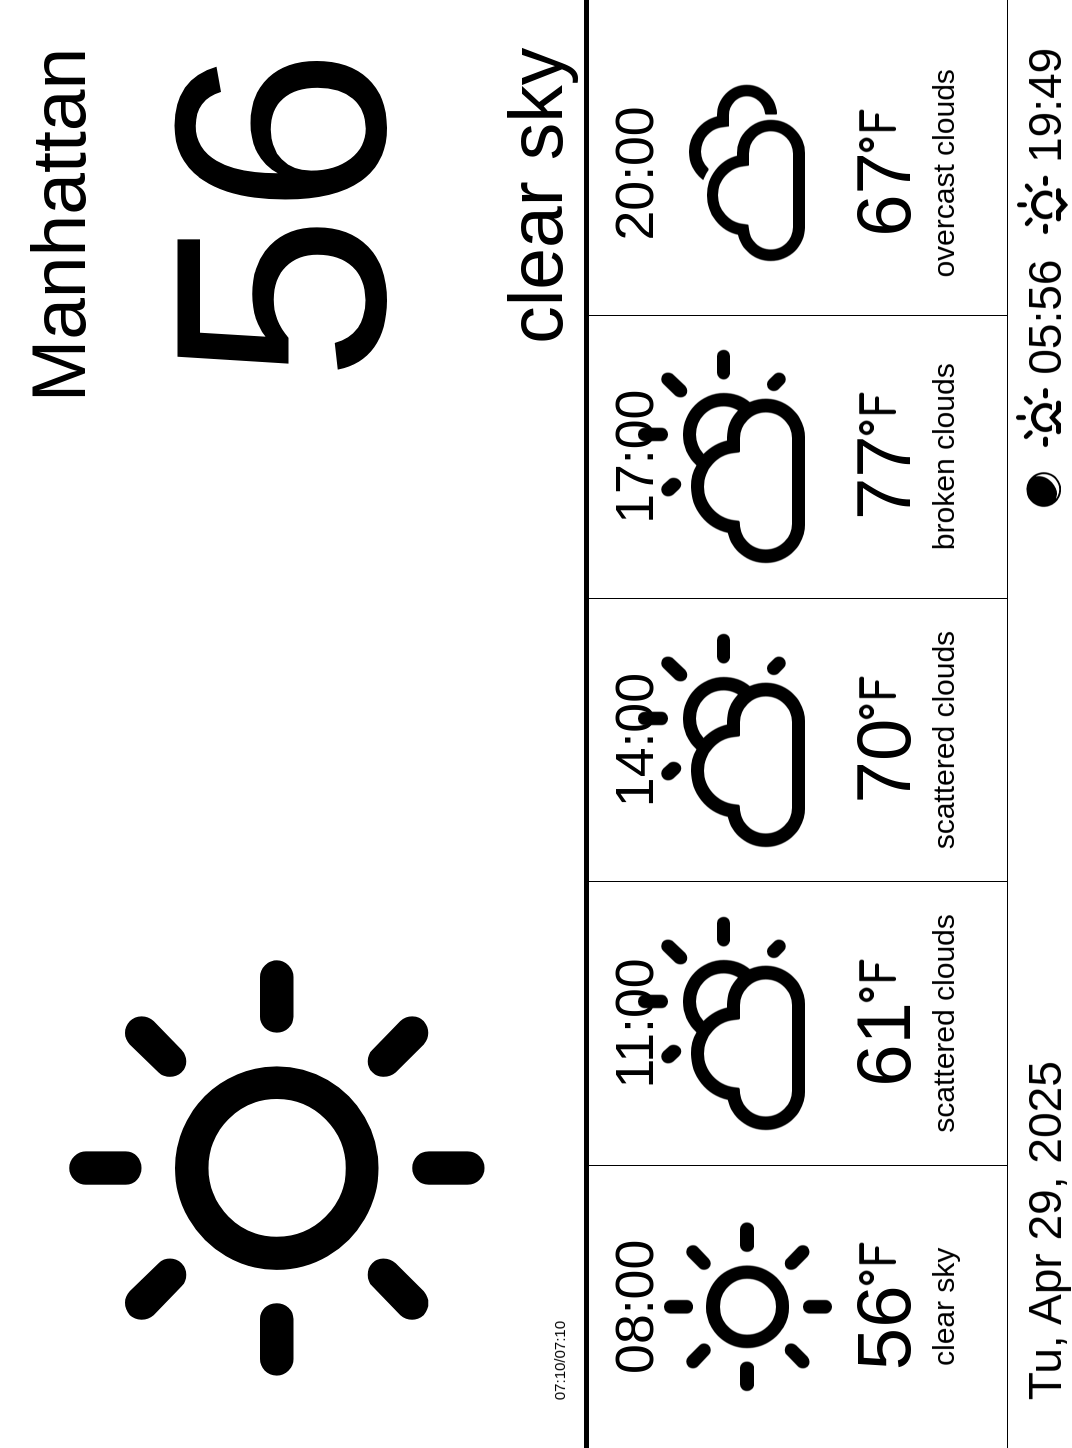 Manhattan
56
clear sky
07:10/07:10
08:00
56°F
clear sky
11:00
61°F
scattered clouds
14:00
70°F
scattered clouds
17:00
77°F
broken clouds
20:00
67°F
overcast clouds
Tu, Apr 29, 2025
05:56
19:49